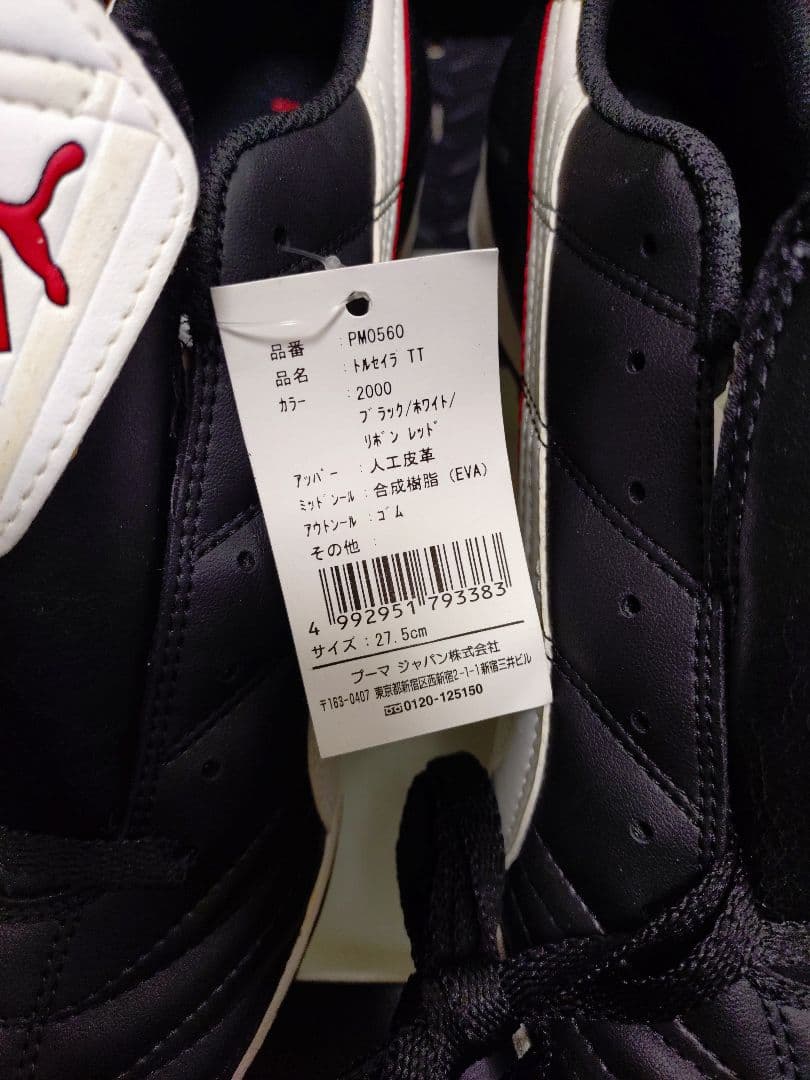 品番 :PM0560
品名 :ﾄﾙｾｲﾗ TT
ｶﾗｰ :2000
ﾌﾞﾗｯｸ/ﾎﾜｲﾄ/
ﾘﾎﾞﾝ ﾚｯﾄﾞ
ｱｯﾊﾟｰ :人工皮革
ﾐｯﾄﾞｿｰﾙ :合成樹脂(EVA)
ｱｳﾄｿｰﾙ :ｺﾞﾑ
その他 :
4 992951 793383
サイズ:27.5cm
プーマ ジャパン株式会社
〒163-0407 東京都新宿区西新宿2-1-1新宿三井ビル
0120-125150